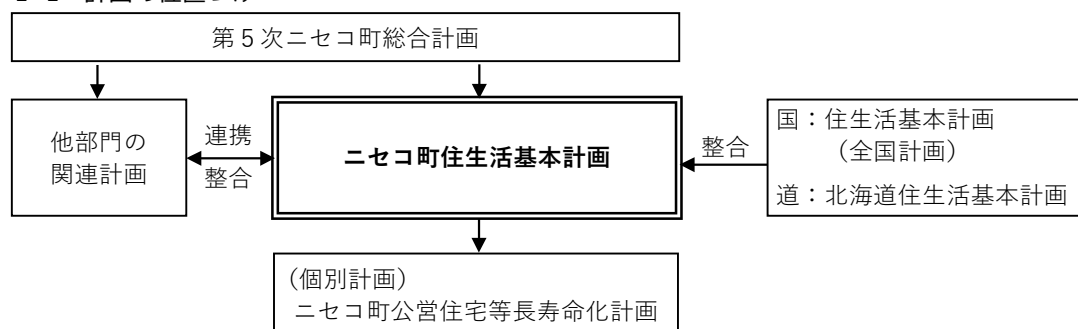 第5次ニセコ町総合計画
他部門の
関連計画
連携
整合
ニセコ町住生活基本計画
整合
国：住生活基本計画
（全国計画）
道：北海道住生活基本計画
（個別計画）
ニセコ町公営住宅等長寿命化計画